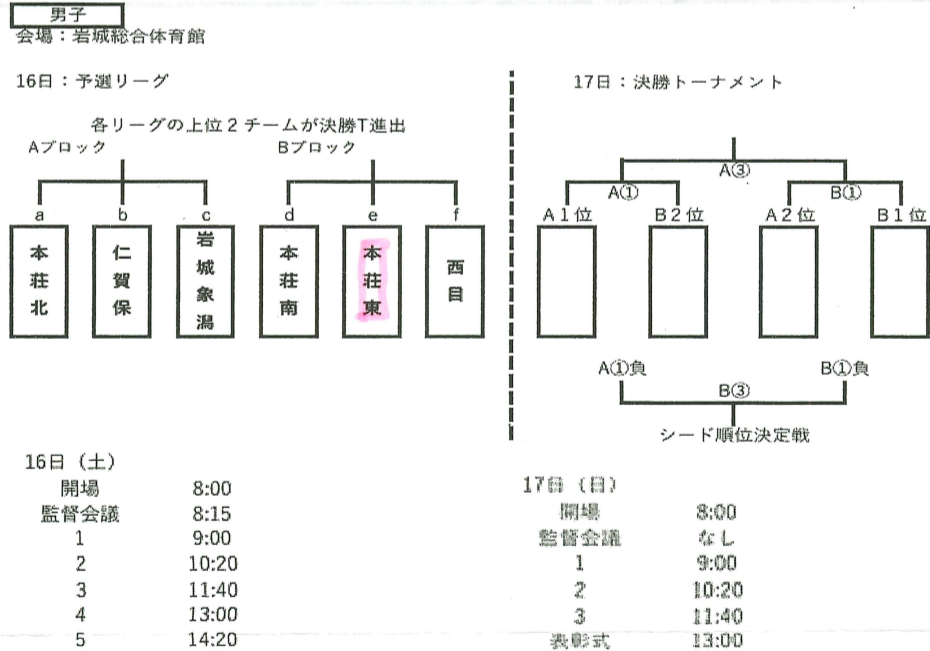 男子
会場：岩城総合体育館
16日：予選リーグ
各リーグの上位２チームが決勝T進出
Aブロック
Bブロック
a b c d e f
本荘北
仁賀保
岩城象潟
本荘南
本荘東
西目
17日：決勝トーナメント
A③
A① B①
A１位 B２位 A２位 B１位
A①負 B①負
B③
シード順位決定戦
16日（土）
開場 8:00
監督会議 8:15
1 9:00
2 10:20
3 11:40
4 13:00
5 14:20
17日（日）
開場 8:00
監督会議 なし
1 9:00
2 10:20
3 11:40
表彰式 13:00